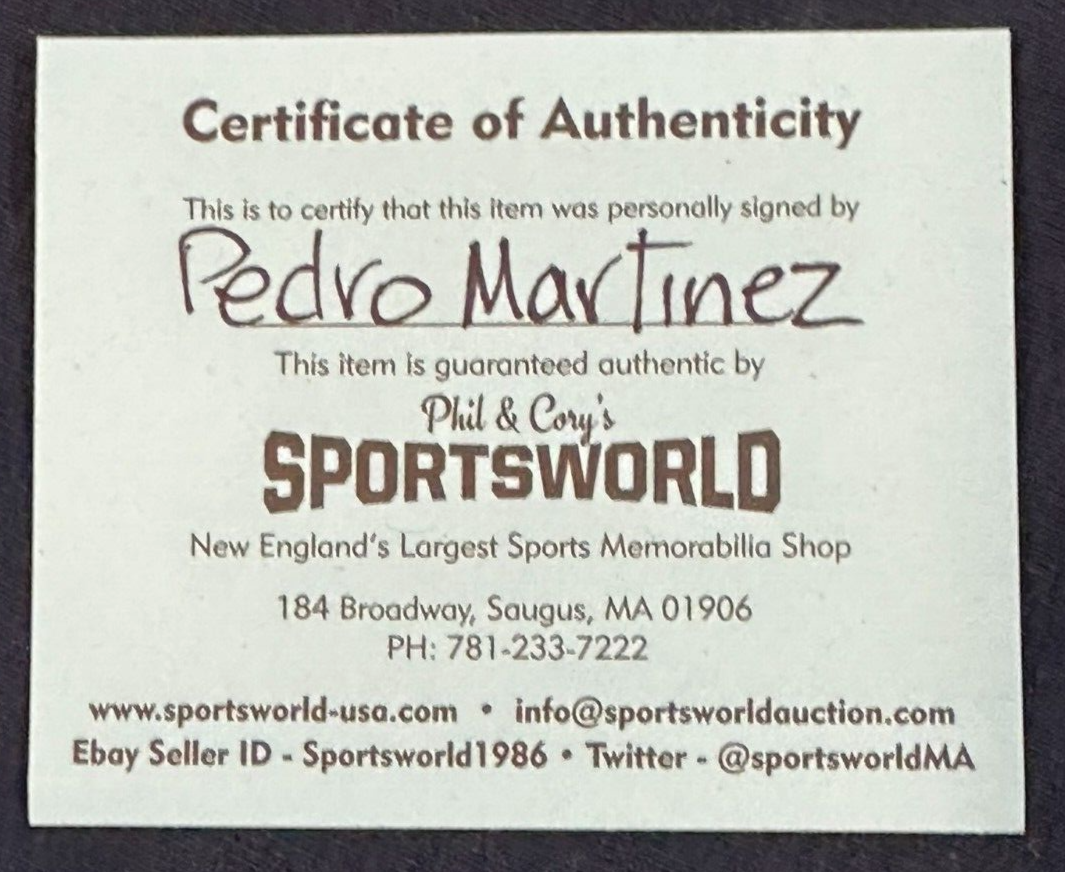 Certificate of Authenticity
This is to certify that this item was personally signed by
Pedro Martinez
This item is guaranteed authentic by
Phil & Cory's
SPORTSWORLD
New England's Largest Sports Memorabilia Shop
184 Broadway, Saugus, MA 01906
PH: 781-233-7222
www.sportsworld-usa.com • info@sportsworldauction.com
Ebay Seller ID - Sportsworld1986 • Twitter - @sportsworldMA